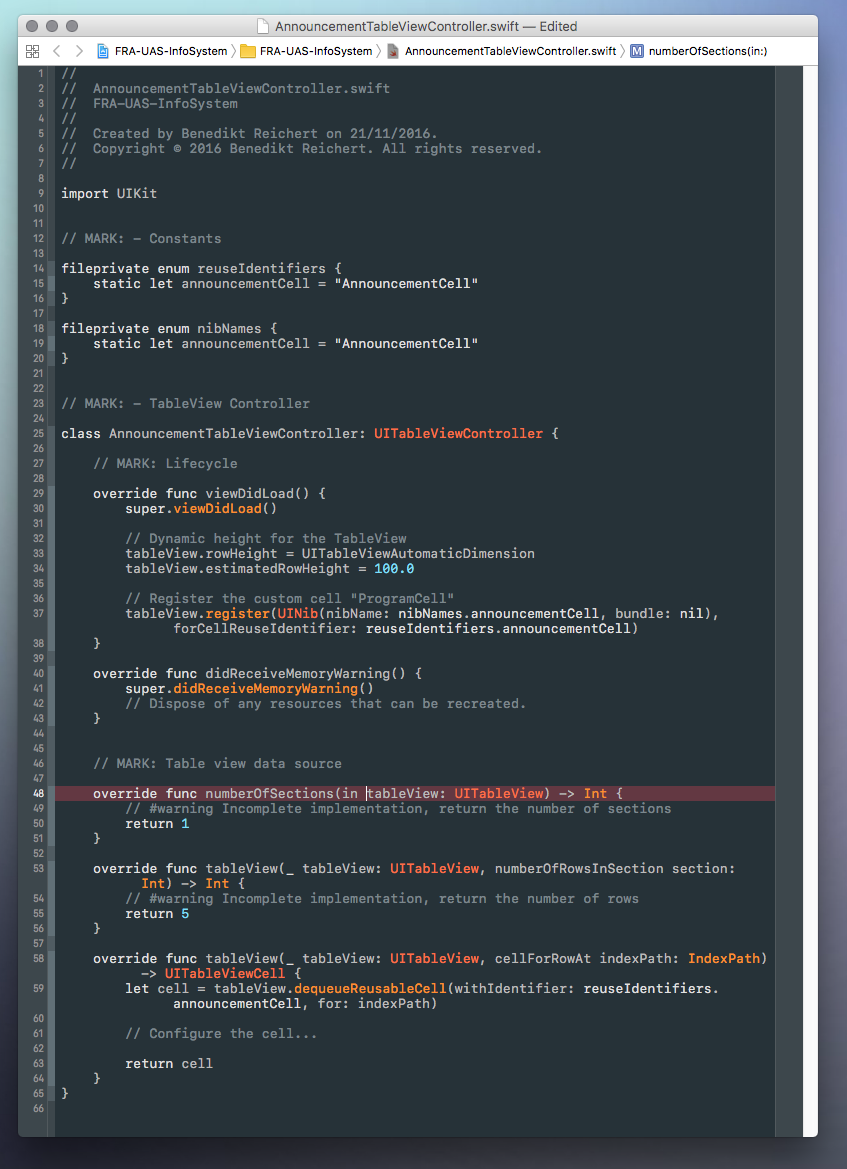 AnnouncementTableViewController.swift — Edited
FRA-UAS-InfoSystem FRA-UAS-InfoSystem AnnouncementTableViewController.swift M numberOfSections(in:)
1 //
2 //  AnnouncementTableViewController.swift
3 //  FRA-UAS-InfoSystem
4 //
5 //  Created by Benedikt Reichert on 21/11/2016.
6 //  Copyright © 2016 Benedikt Reichert. All rights reserved.
7 //
8
9 import UIKit
10
11
12 // MARK: - Constants
13
14 fileprivate enum reuseIdentifiers {
15     static let announcementCell = "AnnouncementCell"
16 }
17
18 fileprivate enum nibNames {
19     static let announcementCell = "AnnouncementCell"
20 }
21
22
23 // MARK: - TableView Controller
24
25 class AnnouncementTableViewController: UITableViewController {
26
27     // MARK: Lifecycle
28
29     override func viewDidLoad() {
30         super.viewDidLoad()
31
32         // Dynamic height for the TableView
33         tableView.rowHeight = UITableViewAutomaticDimension
34         tableView.estimatedRowHeight = 100.0
35
36         // Register the custom cell "ProgramCell"
37         tableView.register(UINib(nibName: nibNames.announcementCell, bundle: nil),
forCellReuseIdentifier: reuseIdentifiers.announcementCell)
38     }
39
40     override func didReceiveMemoryWarning() {
41         super.didReceiveMemoryWarning()
42         // Dispose of any resources that can be recreated.
43     }
44
45
46     // MARK: Table view data source
47
48     override func numberOfSections(in tableView: UITableView) -> Int {
49         // #warning Incomplete implementation, return the number of sections
50         return 1
51     }
52
53     override func tableView(_ tableView: UITableView, numberOfRowsInSection section:
Int) -> Int {
54         // #warning Incomplete implementation, return the number of rows
55         return 5
56     }
57
58     override func tableView(_ tableView: UITableView, cellForRowAt indexPath: IndexPath)
-> UITableViewCell {
59         let cell = tableView.dequeueReusableCell(withIdentifier: reuseIdentifiers.
announcementCell, for: indexPath)
60
61         // Configure the cell...
62
63         return cell
64     }
65 }
66